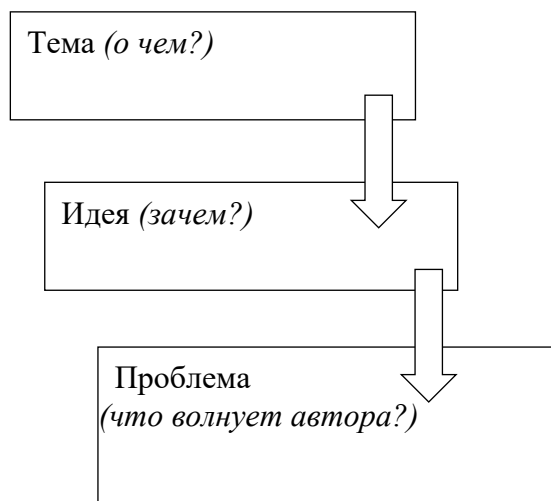 Тема (о чем?)
Идея (зачем?)
Проблема
(что волнует автора?)